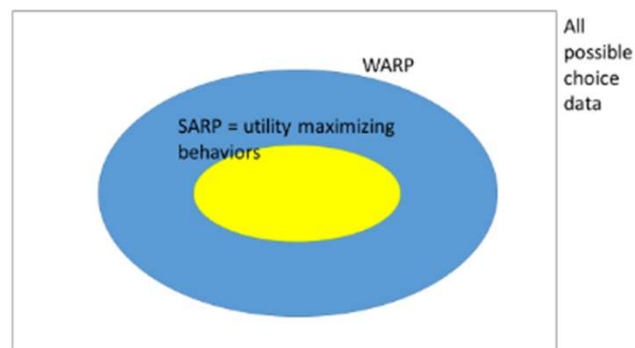 All
possible
choice
data
WARP
SARP = utility maximizing
behaviors